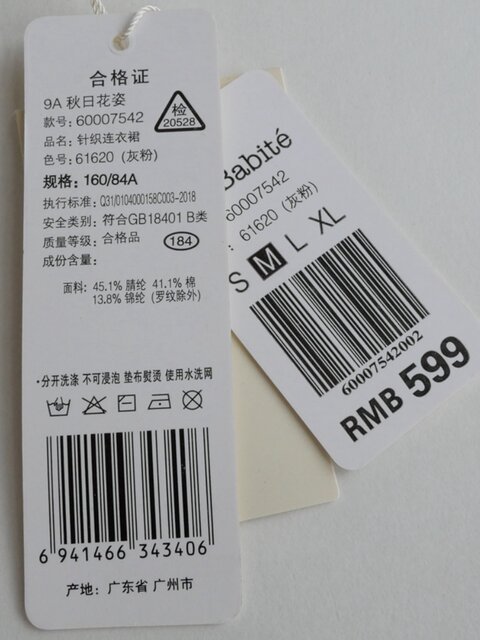 合格证
9A 秋日花姿
款号: 60007542
品名: 针织连衣裙
色号: 61620 (灰粉)
规格: 160/84A
执行标准: Q31/0104000158C003-2018
安全类别: 符合GB18401 B类
质量等级: 合格品
184
成份含量:
面料: 45.1% 腈纶 41.1% 棉
13.8% 锦纶 (罗纹除外)
·分开洗涤 不可浸泡 垫布熨烫 使用水洗网
6 941466 343406
产地: 广东省 广州市
检
20528
Babité
60007542
: 61620 (灰粉)
S M L XL
60007542002
RMB 599